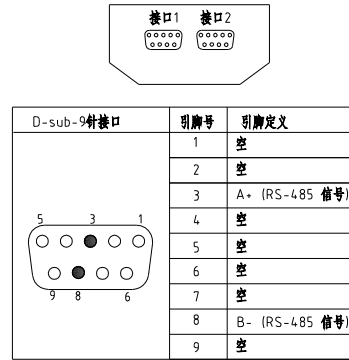 接口1 接口2
D-sub-9针接口 引脚号 引脚定义
1 空
2 空
3 A+ (RS-485 信号)
4 空
5 空
6 空
7 空
8 B- (RS-485 信号)
9 空
5 3 1
9 8 6